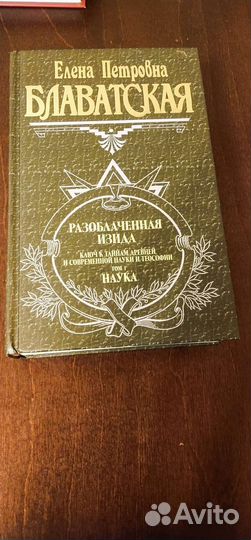 Елена Петровна
БЛАВАТСКАЯ
РАЗОБЛАЧЕННАЯ
ИЗИДА
КЛЮЧ К ТАЙНАМ ДРЕВНЕЙ
И СОВРЕМЕННОЙ НАУКИ И ТЕОСОФИИ
ТОМ I
НАУКА
Avito